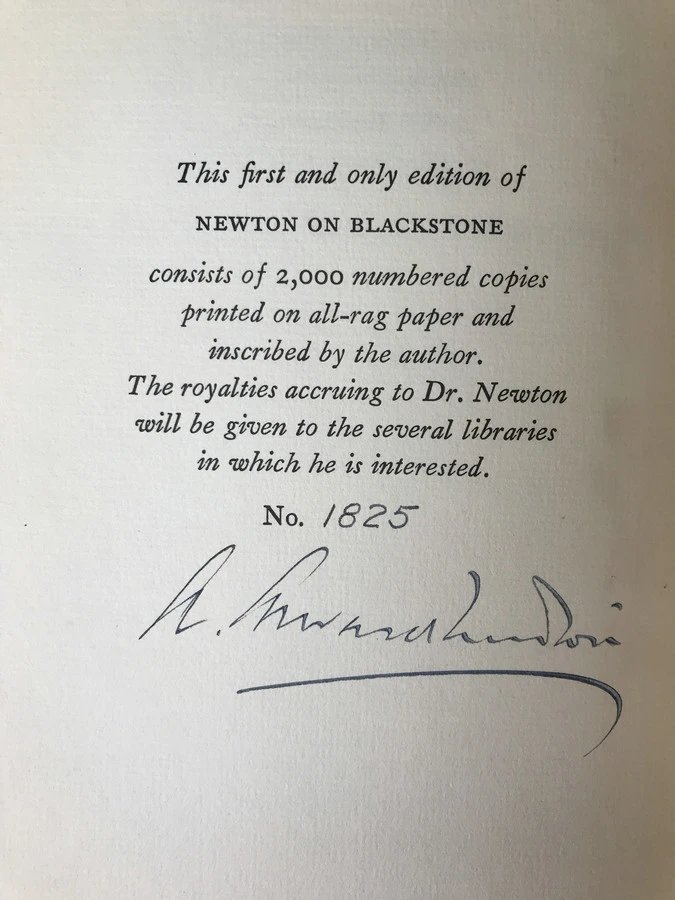 This first and only edition of
NEWTON ON BLACKSTONE
consists of 2,000 numbered copies
printed on all-rag paper and
inscribed by the author.
The royalties accruing to Dr. Newton
will be given to the several libraries
in which he is interested.
No. 1825
A. Edward Newton